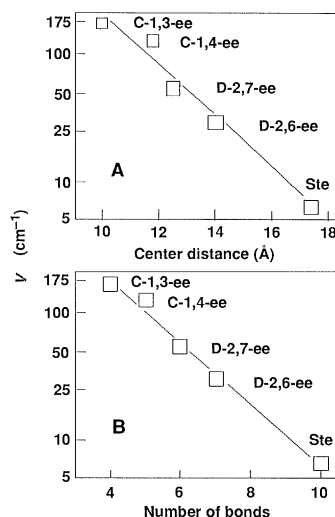 175
100
50
25
10
5
C-1,3-ee
C-1,4-ee
D-2,7-ee
D-2,6-ee
Ste
A
10 12 14 16 18
Center distance (Å)
V (cm⁻¹)
175
100
50
25
10
5
C-1,3-ee
C-1,4-ee
D-2,7-ee
D-2,6-ee
Ste
B
4 6 8 10
Number of bonds